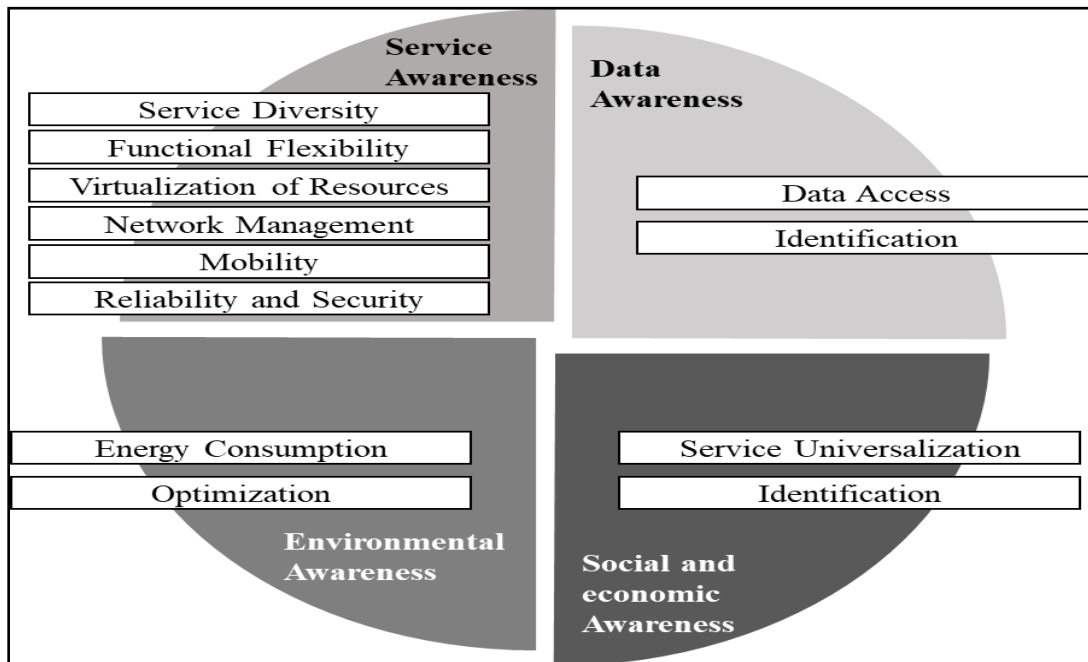 Service
Awareness
Service Diversity
Functional Flexibility
Virtualization of Resources
Network Management
Mobility
Reliability and Security
Data
Awareness
Data Access
Identification
Energy Consumption
Optimization
Environmental
Awareness
Service Universalization
Identification
Social and
economic
Awareness